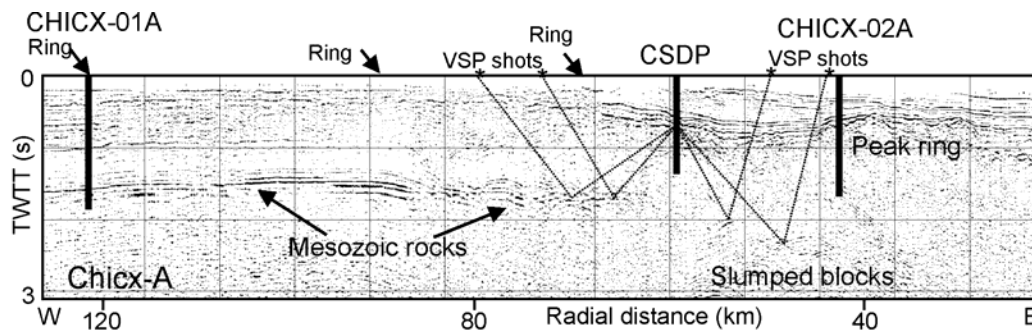 CHICX-01A
CHICX-02A
Ring
Ring
VSP shots
Ring
CSDP
VSP shots
0
TWTT (s)
Peak ring
Mesozoic rocks
Chicx-A
Slumped blocks
3
W 120 80 Radial distance (km) 40 E